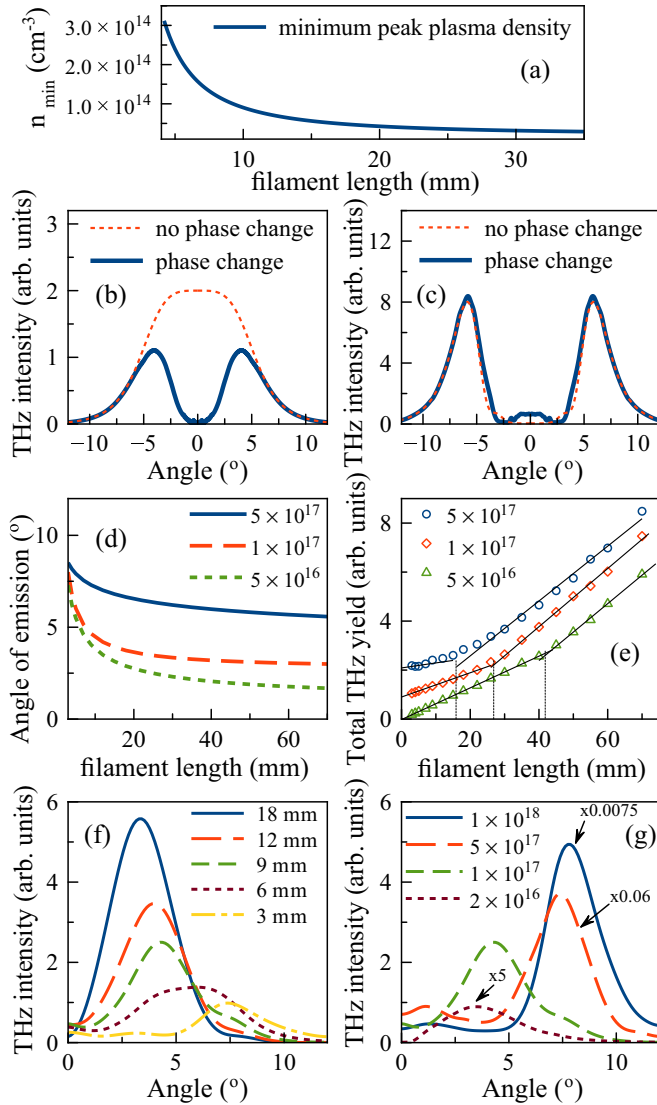 minimum peak plasma density
(a)
n min (cm-3)
3.0 × 10^14
2.0 × 10^14
1.0 × 10^14
10 20 30
filament length (mm)
THz intensity (arb. units)
3
2
1
0
no phase change
phase change
(b)
−10 −5 0 5 10
Angle (o)
THz intensity (arb. units)
12
8
4
0
no phase change
phase change
(c)
−10 −5 0 5 10
Angle (o)
Angle of emission (o)
10
5
0
(d)
5 × 10^17
1 × 10^17
5 × 10^16
0 20 40 60
filament length (mm)
Total THz yield (arb. units)
8
4
0
5 × 10^17
1 × 10^17
5 × 10^16
(e)
0 20 40 60
filament length (mm)
THz intensity (arb. units)
6
4
2
0
(f)
18 mm
12 mm
9 mm
6 mm
3 mm
0 5 10
Angle (o)
THz intensity (arb. units)
6
4
2
0
1 × 10^18
5 × 10^17
1 × 10^17
2 × 10^16
x0.0075
(g)
x0.06
x5
0 5 10
Angle (o)